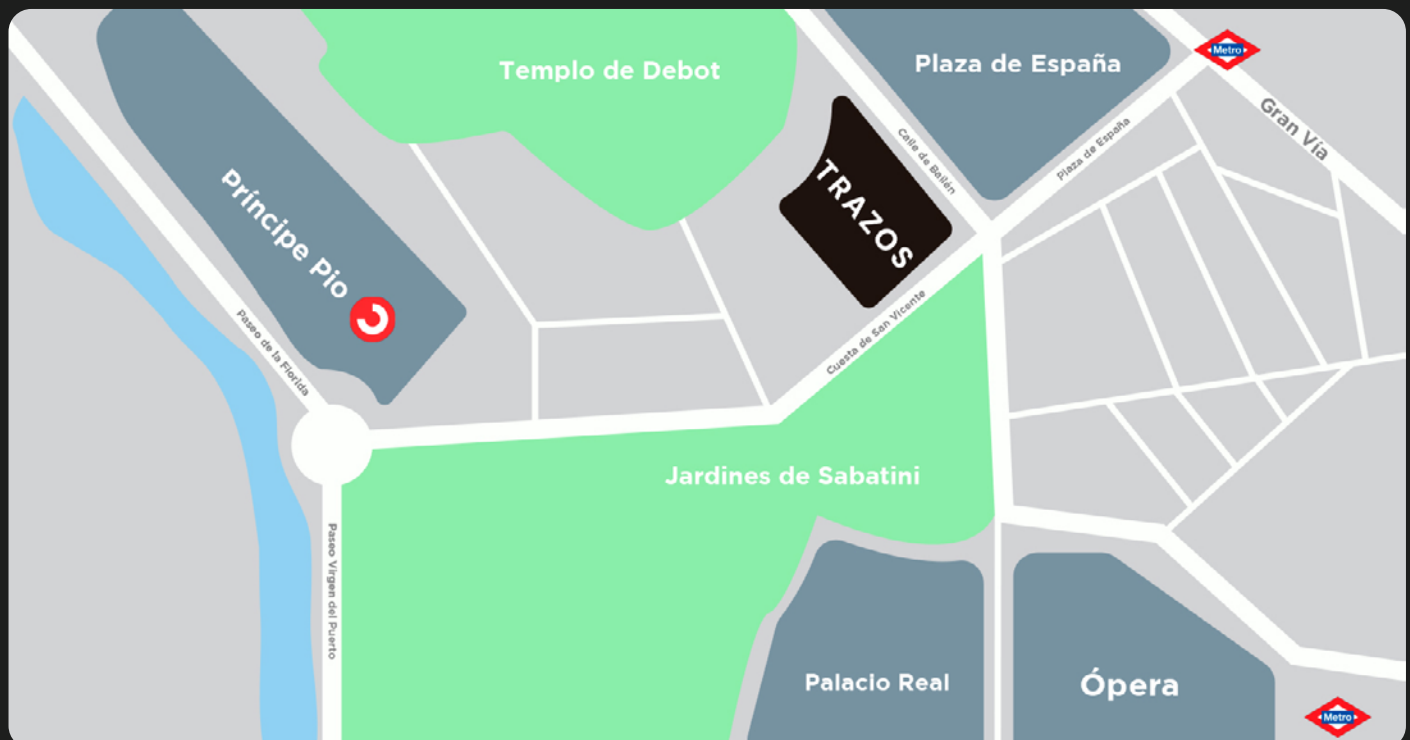 Templo de Debot
Plaza de España
Metro
Gran Vía
Calle de Bailén
Plaza de España
TRAZOS
Príncipe Pio
Paseo de la Florida
Cuesta de San Vicente
Jardines de Sabatini
Paseo Virgen del Puerto
Palacio Real
Ópera
Metro